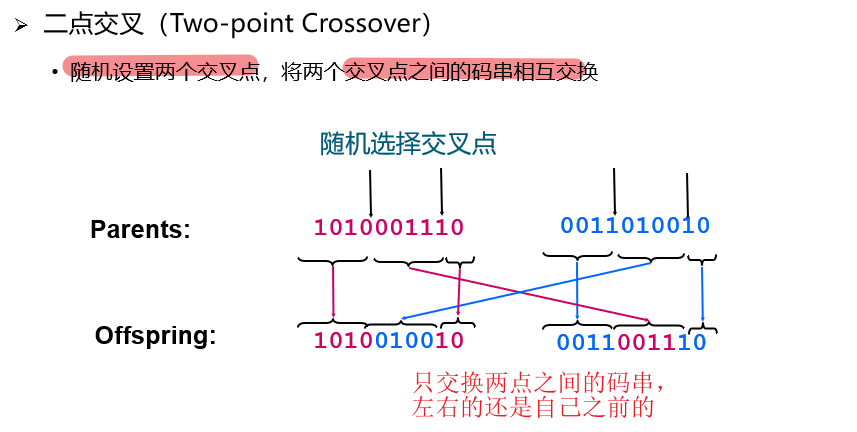 ➢ 二点交叉（Two-point Crossover）
• 随机设置两个交叉点，将两个交叉点之间的码串相互交换
随机选择交叉点
Parents: 1010001110 0011010010
Offspring: 1010010010 0011001110
只交换两点之间的码串，
左右的还是自己之前的